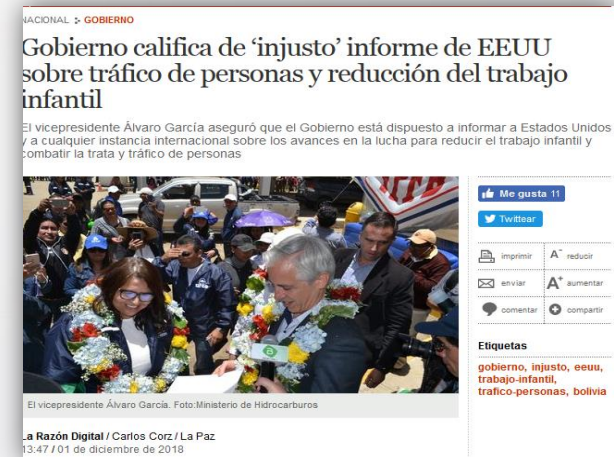 NACIONAL GOBIERNO
Gobierno califica de ‘injusto’ informe de EEUU
sobre tráfico de personas y reducción del trabajo
infantil
El vicepresidente Álvaro García aseguró que el Gobierno está dispuesto a informar a Estados Unidos
y a cualquier instancia internacional sobre los avances en la lucha para reducir el trabajo infantil y
combatir la trata y tráfico de personas
El vicepresidente Álvaro García. Foto:Ministerio de Hidrocarburos
La Razón Digital / Carlos Corz / La Paz
13:47 / 01 de diciembre de 2018
Me gusta 11
Twittear
imprimir
A- reducir
enviar
A+ aumentar
comentar
compartir
Etiquetas
gobierno, injusto, eeuu,
trabajo-infantil,
trafico-personas, bolivia